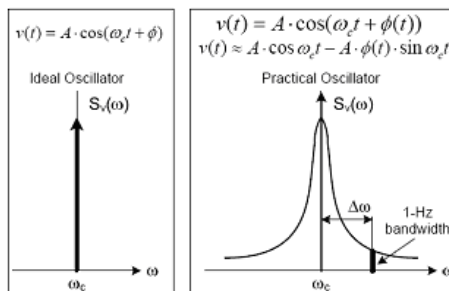 v(t) = A·cos(ω_c t + ϕ)
Ideal Oscillator
S_v(ω)
ω
ω_c
v(t) = A·cos(ω_c t + ϕ(t))
v(t) ≈ A·cos ω_c t − A·ϕ(t)·sin ω_c t
Practical Oscillator
S_v(ω)
Δω
1-Hz
bandwidth
ω
ω_c